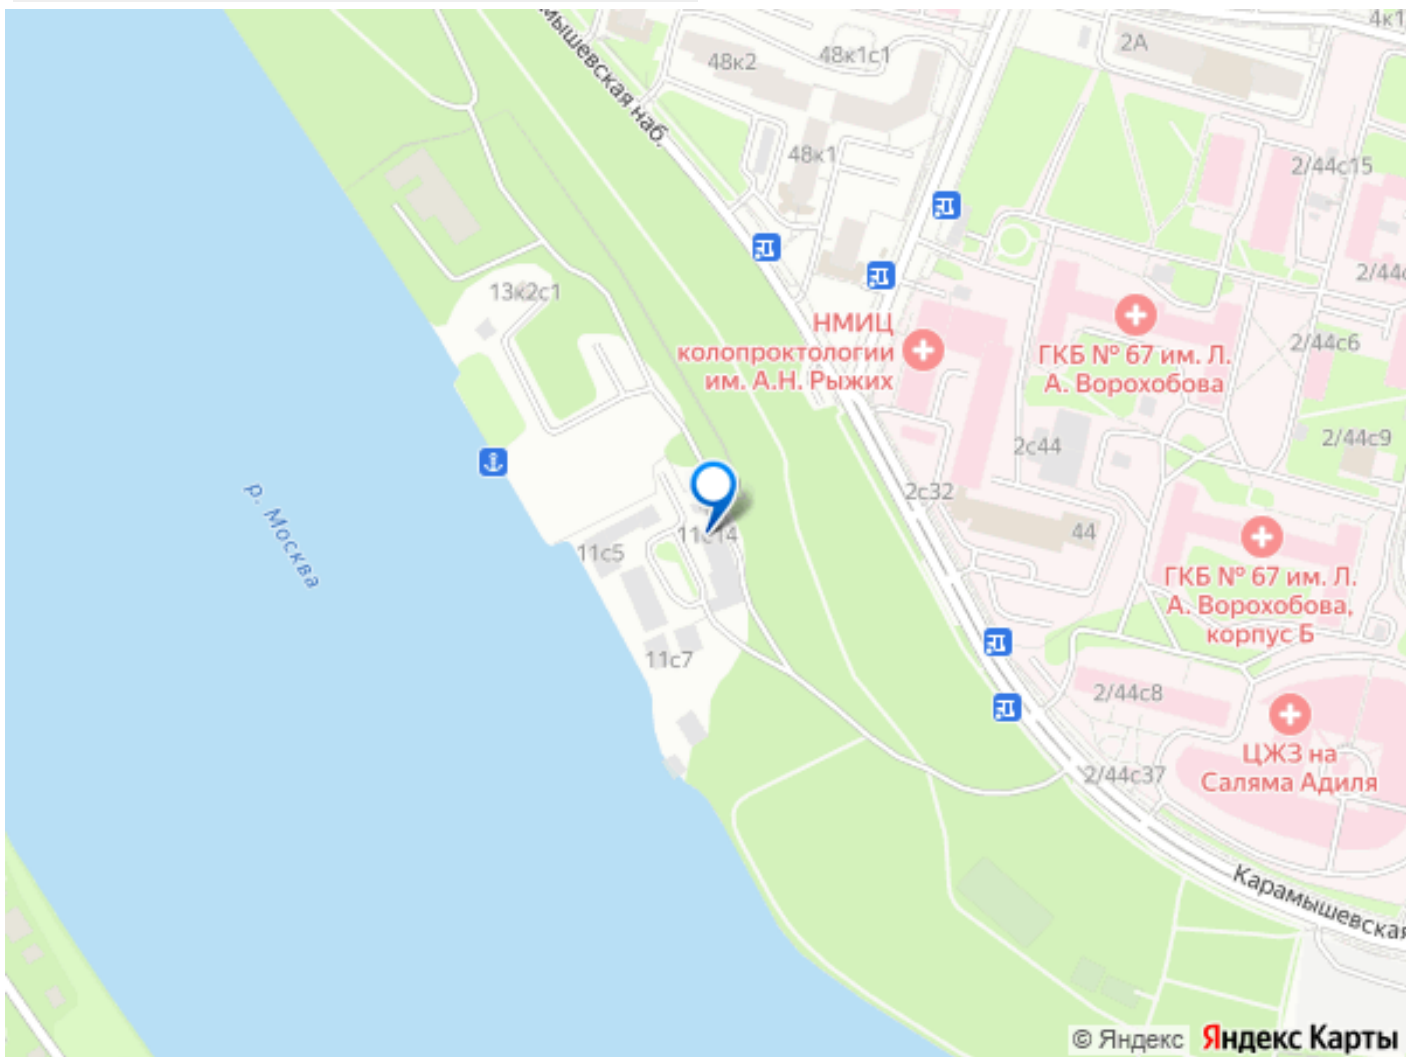 4к1
2А
48к2
48к1с1
мышевская наб.
48к1
2/44с15
2/44с
13к2с1
НМИЦ
колопроктологии
им. А.Н. Рыжих
ГКБ № 67 им. Л.
А. Ворохобова
2/44с6
2с44
2/44с9
р. Москва
2с32
11с14
11с5
44
ГКБ № 67 им. Л.
А. Ворохобова,
корпус Б
11с7
2/44с8
ЦЖЗ на
Саляма Адиля
2/44с37
Карамышевская
© Яндекс Яндекс Карты